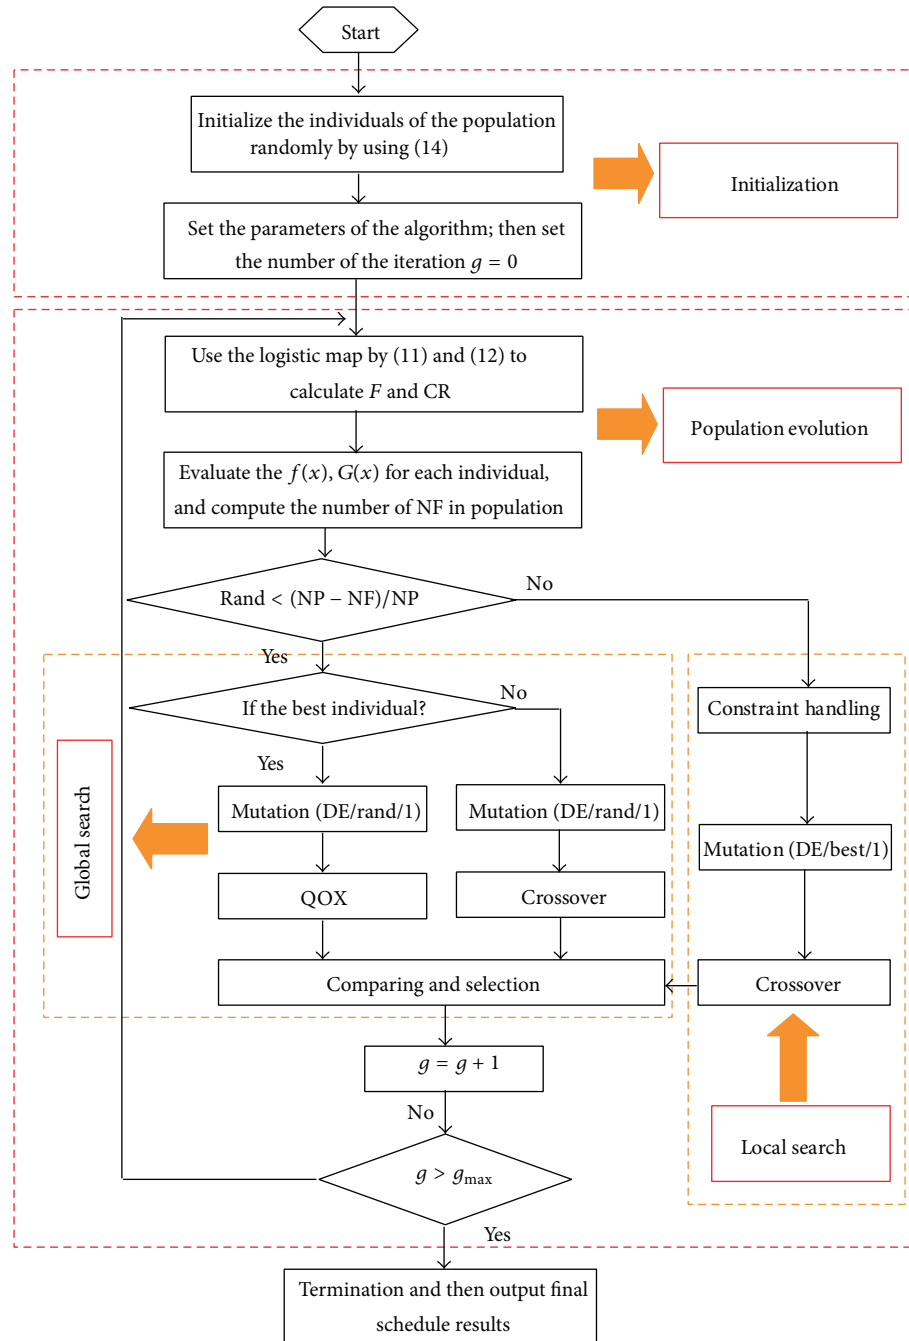 Start
Initialize the individuals of the population
randomly by using (14)
Initialization
Set the parameters of the algorithm; then set
the number of the iteration g = 0
Use the logistic map by (11) and (12) to
calculate F and CR
Population evolution
Evaluate the f(x), G(x) for each individual,
and compute the number of NF in population
Rand < (NP − NF)/NP
No
Yes
If the best individual?
No
Constraint handling
Yes
Global search
Mutation (DE/rand/1)
Mutation (DE/rand/1)
Mutation (DE/best/1)
QOX
Crossover
Comparing and selection
Crossover
g = g + 1
No
Local search
g > gmax
Yes
Termination and then output final
schedule results